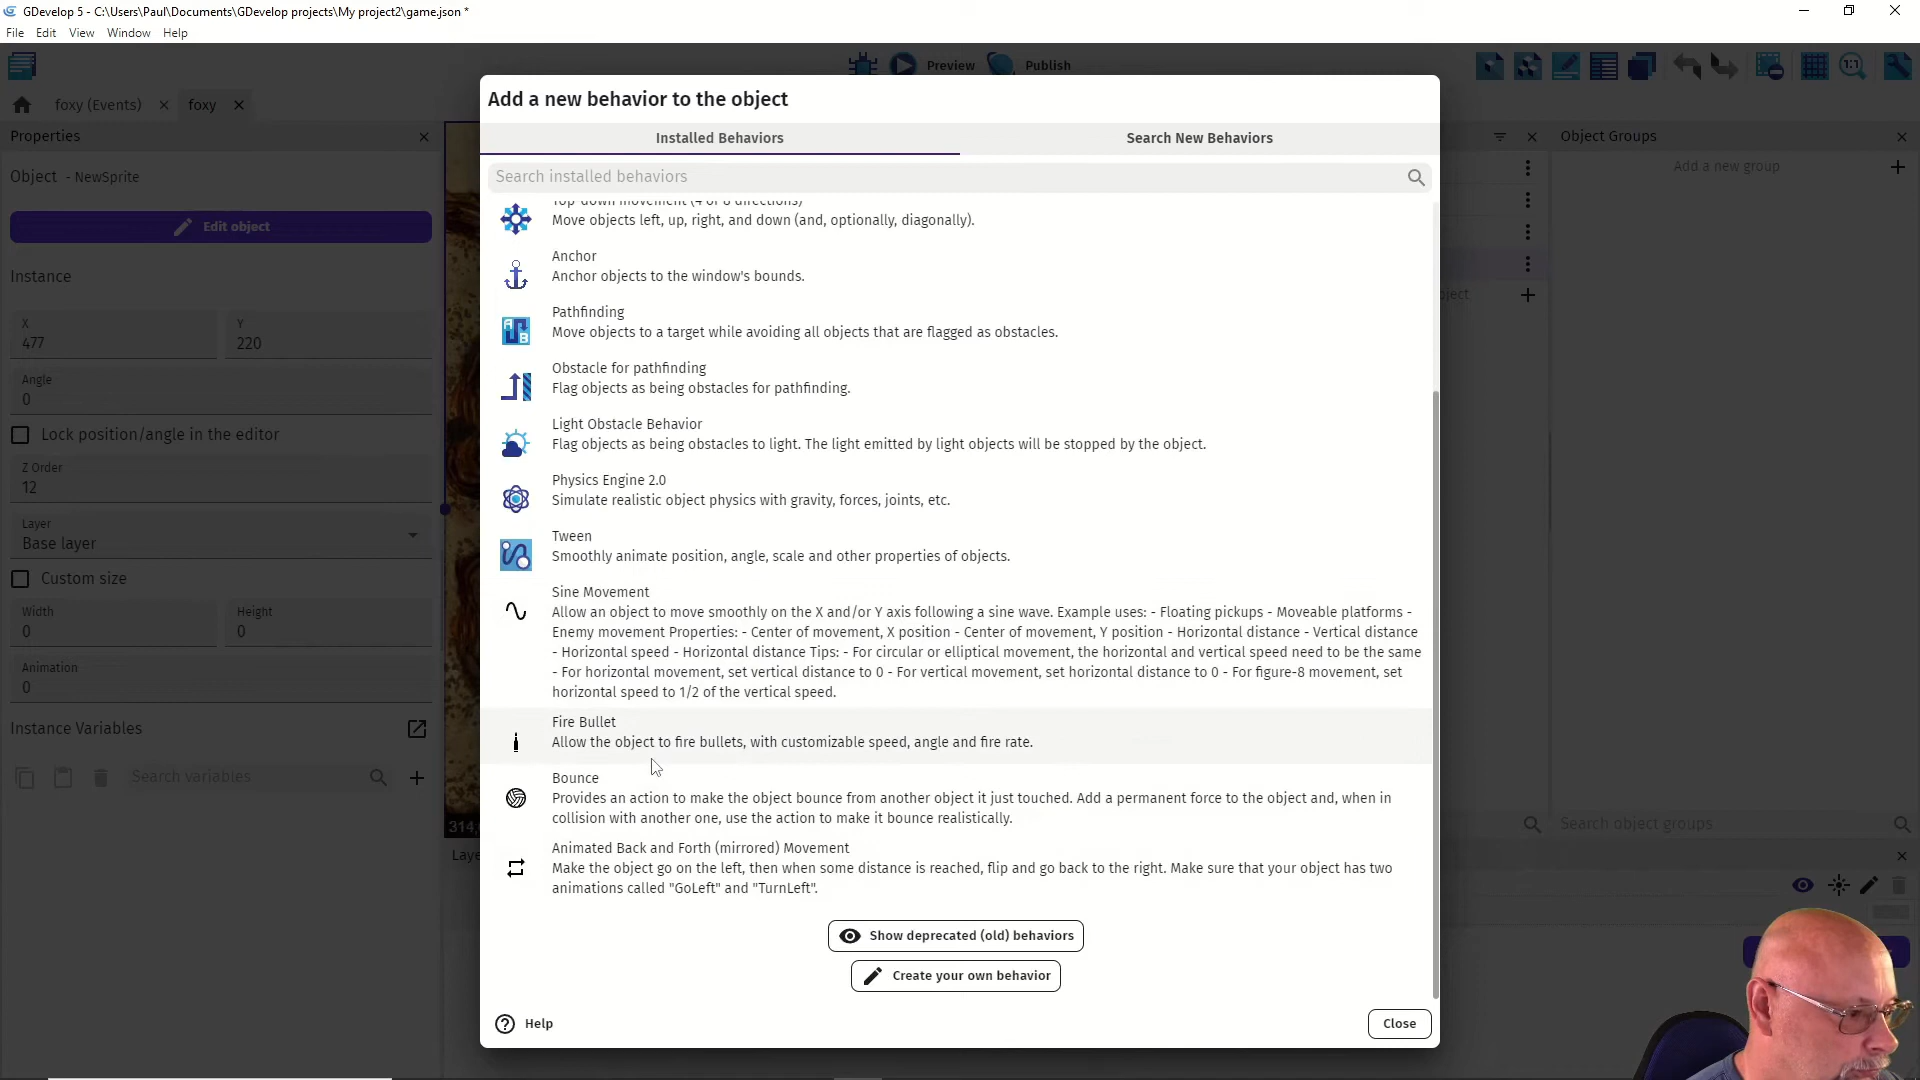 GDevelop 5 - C:\Users\Paul\Documents\GDevelop projects\My project2\game.json *
File Edit View Window Help
Preview Publish
foxy (Events) foxy
Properties
Object - NewSprite
Edit object
Instance
X
477
Y
220
Angle
0
Lock position/angle in the editor
Z Order
12
Layer
Base layer
Custom size
Width
0
Height
0
Animation
0
Instance Variables
Search variables
Add a new behavior to the object
Installed Behaviors
Search New Behaviors
Search installed behaviors
Top-down movement (4 or 8 directions)
Move objects left, up, right, and down (and, optionally, diagonally).
Anchor
Anchor objects to the window's bounds.
Pathfinding
Move objects to a target while avoiding all objects that are flagged as obstacles.
Obstacle for pathfinding
Flag objects as being obstacles for pathfinding.
Light Obstacle Behavior
Flag objects as being obstacles to light. The light emitted by light objects will be stopped by the object.
Physics Engine 2.0
Simulate realistic object physics with gravity, forces, joints, etc.
Tween
Smoothly animate position, angle, scale and other properties of objects.
Sine Movement
Allow an object to move smoothly on the X and/or Y axis following a sine wave. Example uses: - Floating pickups - Moveable platforms -
Enemy movement Properties: - Center of movement, X position - Center of movement, Y position - Horizontal distance - Vertical distance
- Horizontal speed - Horizontal distance Tips: - For circular or elliptical movement, the horizontal and vertical speed need to be the same
- For horizontal movement, set vertical distance to 0 - For vertical movement, set horizontal distance to 0 - For figure-8 movement, set
horizontal speed to 1/2 of the vertical speed.
Fire Bullet
Allow the object to fire bullets, with customizable speed, angle and fire rate.
Bounce
Provides an action to make the object bounce from another object it just touched. Add a permanent force to the object and, when in
collision with another one, use the action to make it bounce realistically.
Animated Back and Forth (mirrored) Movement
Make the object go on the left, then when some distance is reached, flip and go back to the right. Make sure that your object has two
animations called "GoLeft" and "TurnLeft".
Show deprecated (old) behaviors
Create your own behavior
Help
Close
314,
Laye
Object Groups
Add a new group
bject
Search object groups
1:1